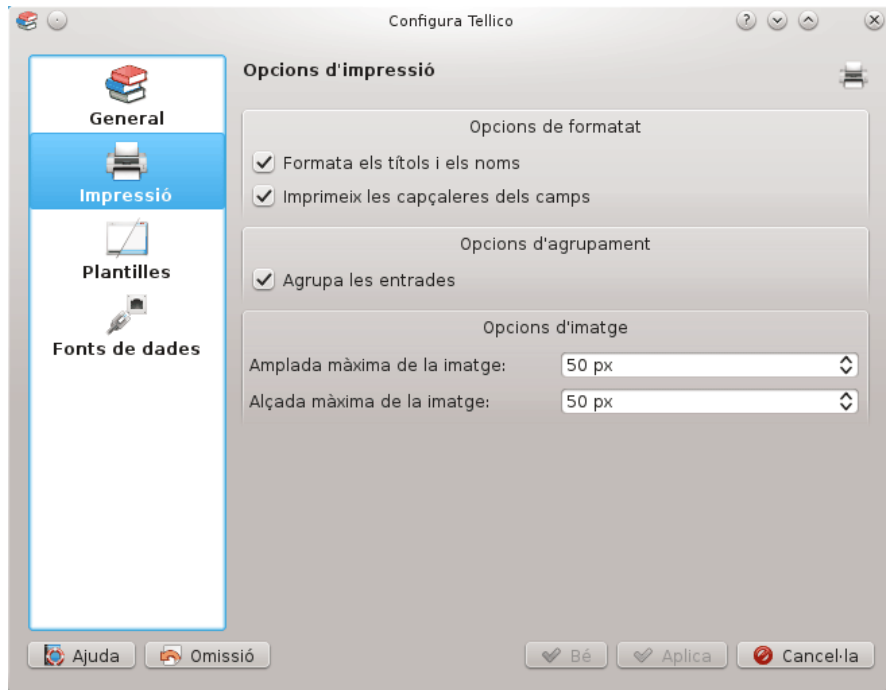 Configura Tellico
General
Impressió
Plantilles
Fonts de dades
Opcions d'impressió
Opcions de formatat
Formata els títols i els noms
Imprimeix les capçaleres dels camps
Opcions d'agrupament
Agrupa les entrades
Opcions d'imatge
Amplada màxima de la imatge: 50 px
Alçada màxima de la imatge: 50 px
Ajuda Omissió Bé Aplica Cancel·la